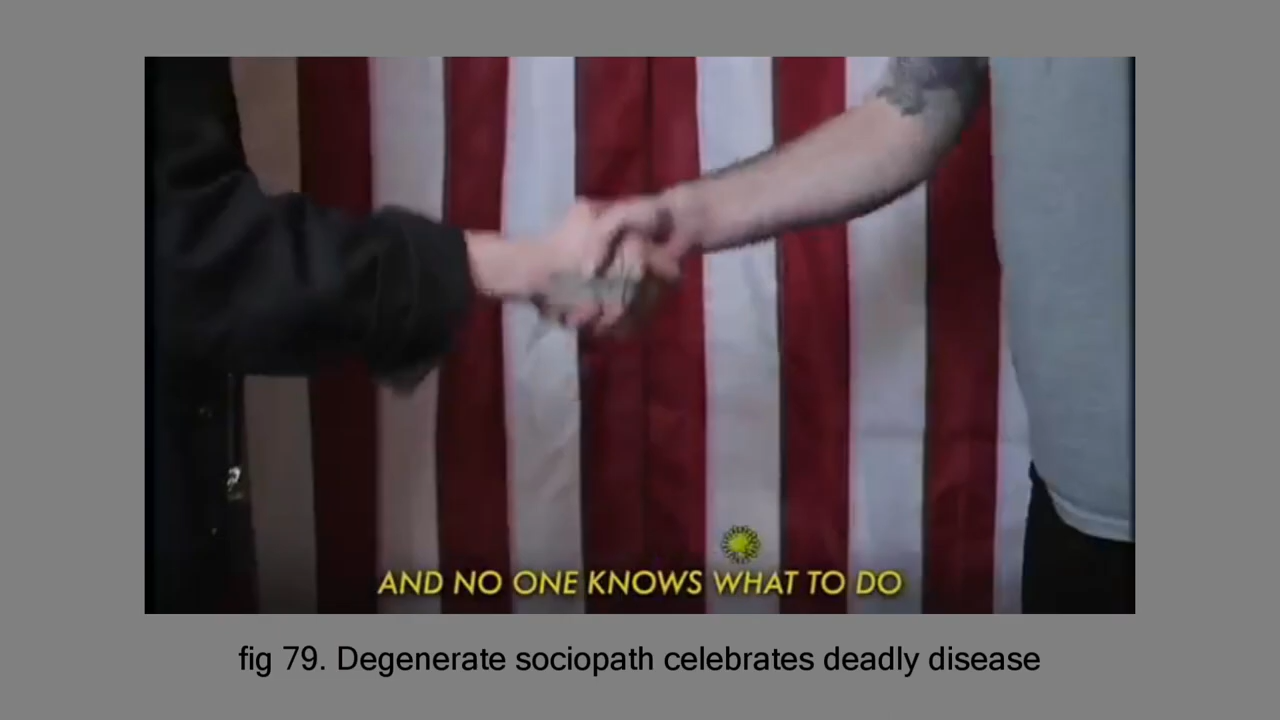 AND NO ONE KNOWS WHAT TO DO
fig 79. Degenerate sociopath celebrates deadly disease